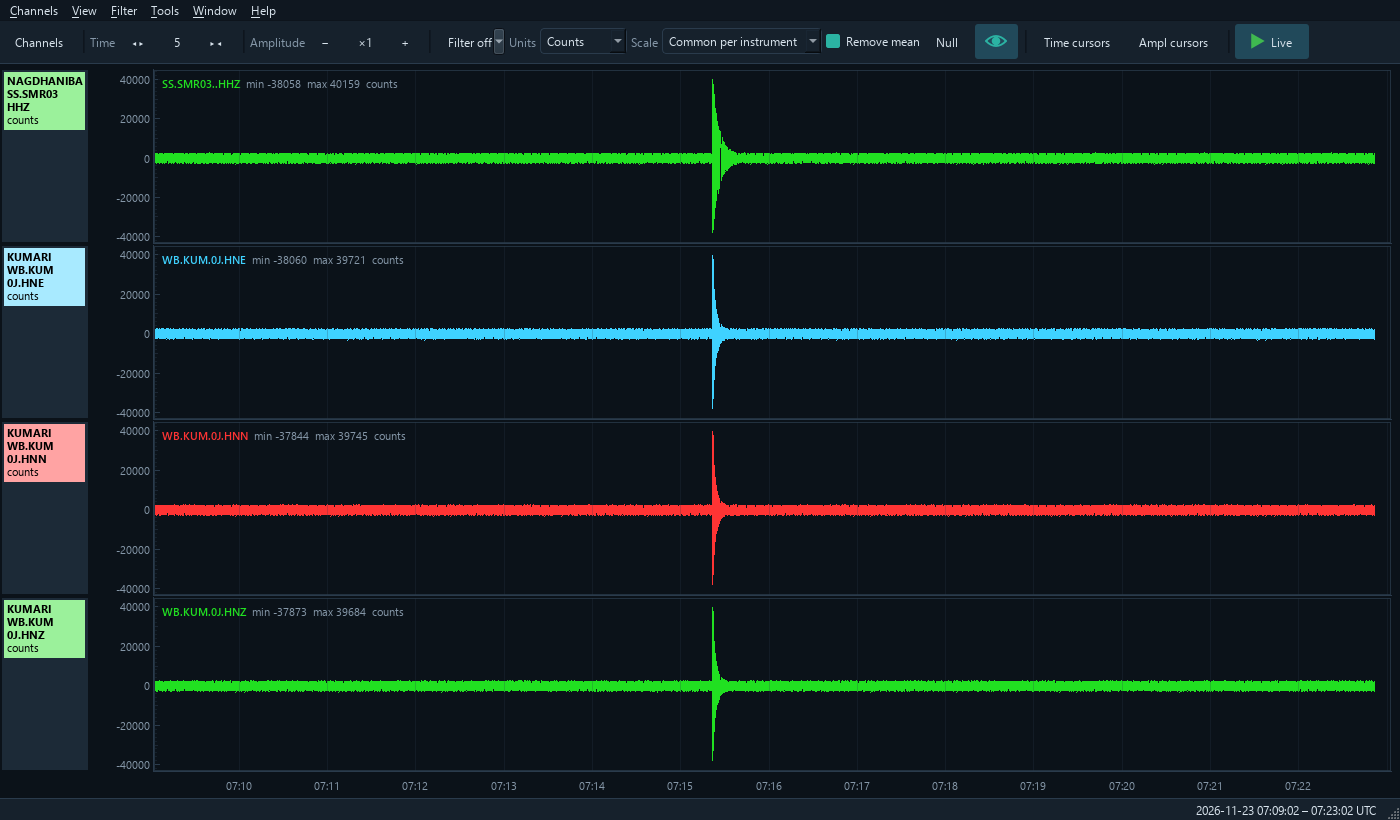 Channels View Filter Tools Window Help
Channels Time 5 Amplitude − ×1 + Filter off Units Counts Scale Common per instrument Remove mean Null Time cursors Ampl cursors Live
NAGDHANIBA
SS.SMR03
HHZ
counts
SS.SMR03..HHZ min -38058 max 40159 counts
40000
20000
0
-20000
-40000
KUMARI
WB.KUM
0J.HNE
counts
WB.KUM.0J.HNE min -38060 max 39721 counts
40000
20000
0
-20000
-40000
KUMARI
WB.KUM
0J.HNN
counts
WB.KUM.0J.HNN min -37844 max 39745 counts
40000
20000
0
-20000
-40000
KUMARI
WB.KUM
0J.HNZ
counts
WB.KUM.0J.HNZ min -37873 max 39684 counts
40000
20000
0
-20000
-40000
07:10 07:11 07:12 07:13 07:14 07:15 07:16 07:17 07:18 07:19 07:20 07:21 07:22
2026-11-23 07:09:02 – 07:23:02 UTC